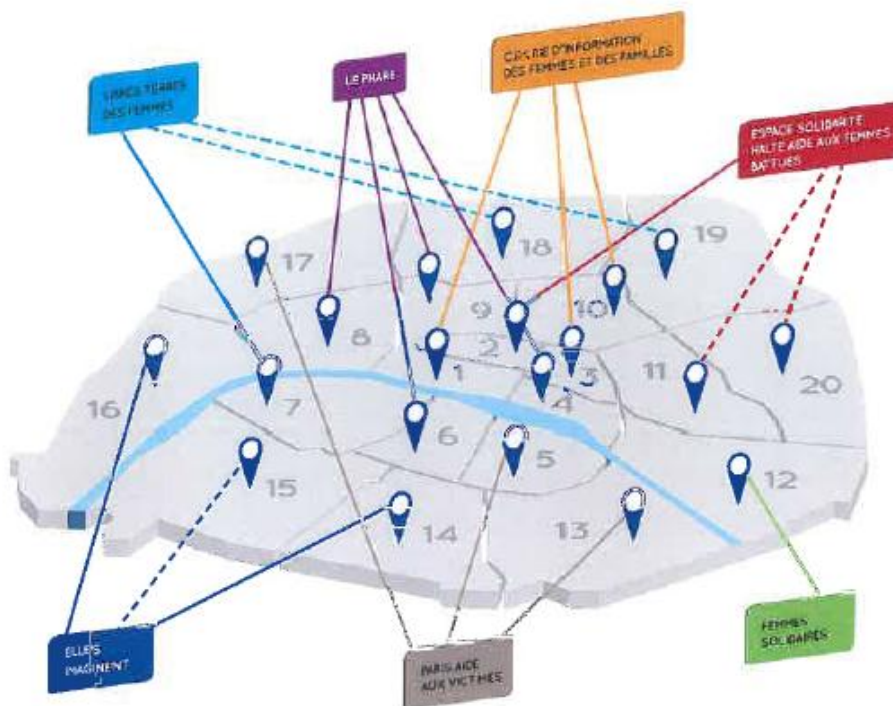 LIBRES TERRES
DES FEMMES
LE PHARE
CENTRE D'INFORMATION
DES FEMMES ET DES FAMILLES
ESPACE SOLIDARITÉ
HALTE AIDE AUX FEMMES
BATTUES
17
18
19
8
9
10
2
16
7
1
3
11
20
4
6
5
15
12
14
13
ELLES
IMAGINENT
PARIS AIDE
AUX VICTIMES
FEMMES
SOLIDAIRES